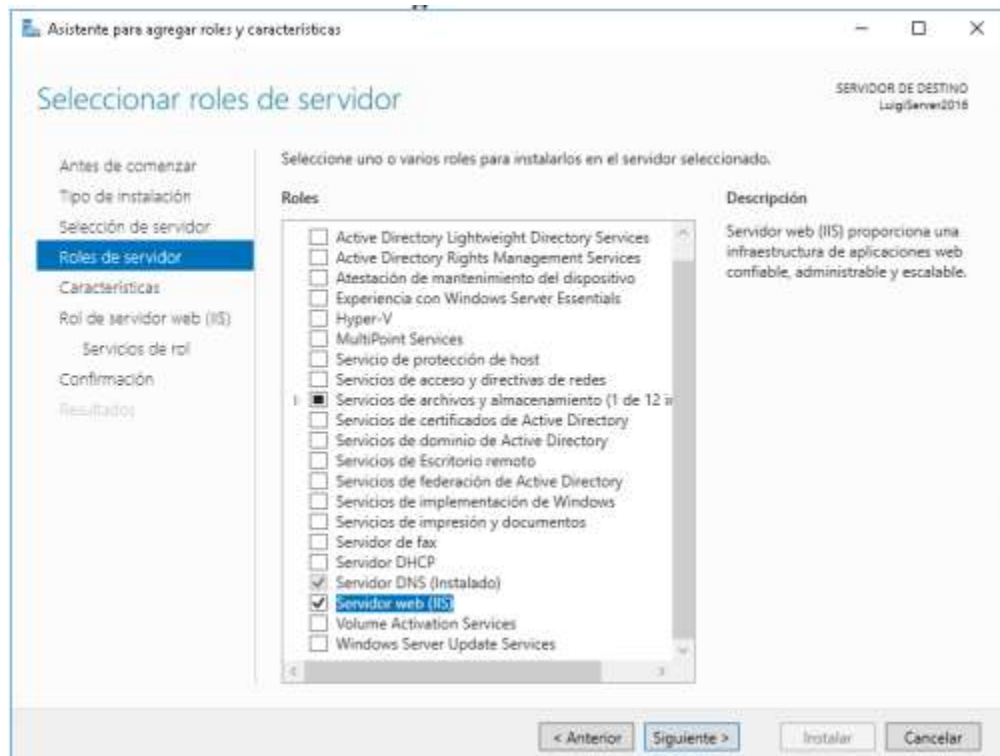 Asistente para agregar roles y características
Seleccionar roles de servidor
SERVIDOR DE DESTINO
LuigiServer2016
Antes de comenzar
Tipo de instalación
Selección de servidor
Roles de servidor
Características
Rol de servidor web (IIS)
Servicios de rol
Confirmación
Resultados
Seleccione uno o varios roles para instalarlos en el servidor seleccionado.
Roles
Active Directory Lightweight Directory Services
Active Directory Rights Management Services
Atestación de mantenimiento del dispositivo
Experiencia con Windows Server Essentials
Hyper-V
MultiPoint Services
Servicio de protección de host
Servicios de acceso y directivas de redes
Servicios de archivos y almacenamiento (1 de 12 in
Servicios de certificados de Active Directory
Servicios de dominio de Active Directory
Servicios de Escritorio remoto
Servicios de federación de Active Directory
Servicios de implementación de Windows
Servicios de impresión y documentos
Servidor de fax
Servidor DHCP
Servidor DNS (Instalado)
Servidor web (IIS)
Volume Activation Services
Windows Server Update Services
Descripción
Servidor web (IIS) proporciona una
infraestructura de aplicaciones web
confiable, administrable y escalable.
< Anterior
Siguiente >
Instalar
Cancelar